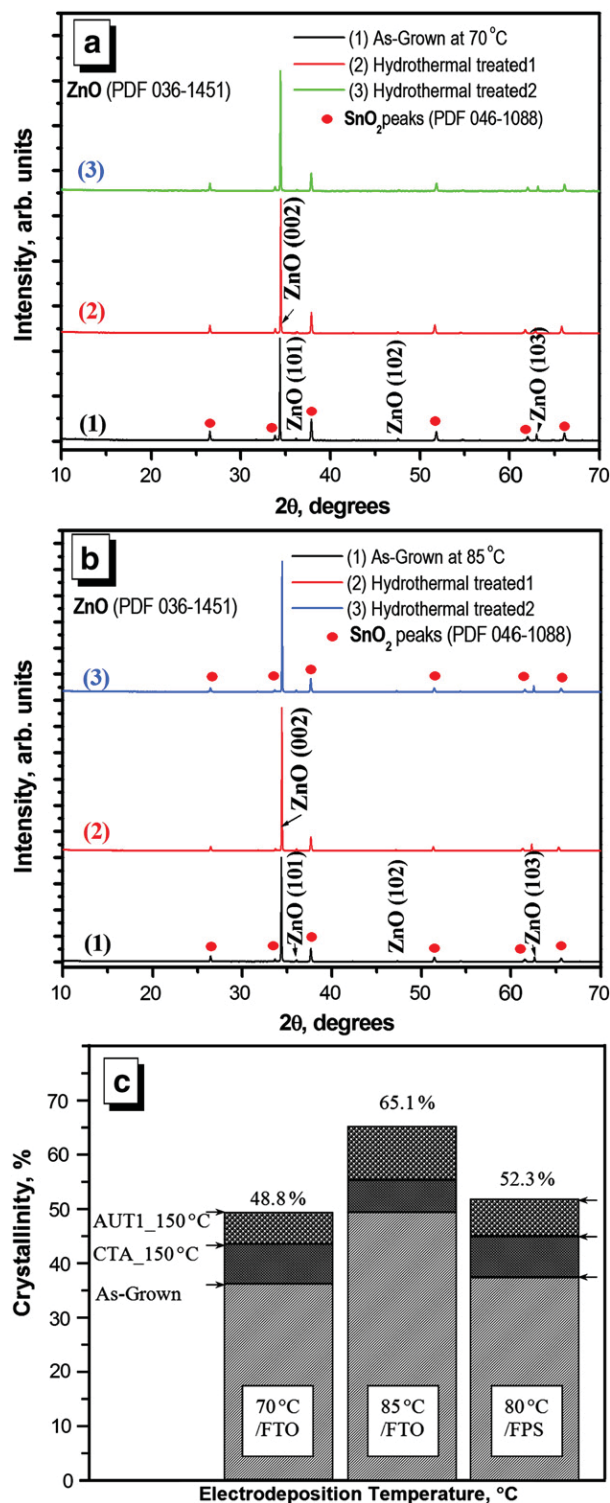 a
(1) As-Grown at 70 °C
ZnO (PDF 036-1451)
(2) Hydrothermal treated1
(3) Hydrothermal treated2
SnO₂ peaks (PDF 046-1088)
Intensity, arb. units
(3)
(2)
(1)
ZnO (002)
ZnO (101)
ZnO (102)
ZnO (103)
10 20 30 40 50 60 70
2θ, degrees
b
(1) As-Grown at 85 °C
ZnO (PDF 036-1451)
(2) Hydrothermal treated1
(3) Hydrothermal treated2
SnO₂ peaks (PDF 046-1088)
Intensity, arb. units
(3)
(2)
(1)
ZnO (002)
ZnO (101)
ZnO (102)
ZnO (103)
10 20 30 40 50 60 70
2θ, degrees
c
Crystallinity, %
70
60
50
40
30
20
10
0
48.8 %
65.1 %
52.3 %
AUT1_150 °C
CTA_150 °C
As-Grown
70 °C
/FTO
85 °C
/FTO
80 °C
/FPS
Electrodeposition Temperature, °C